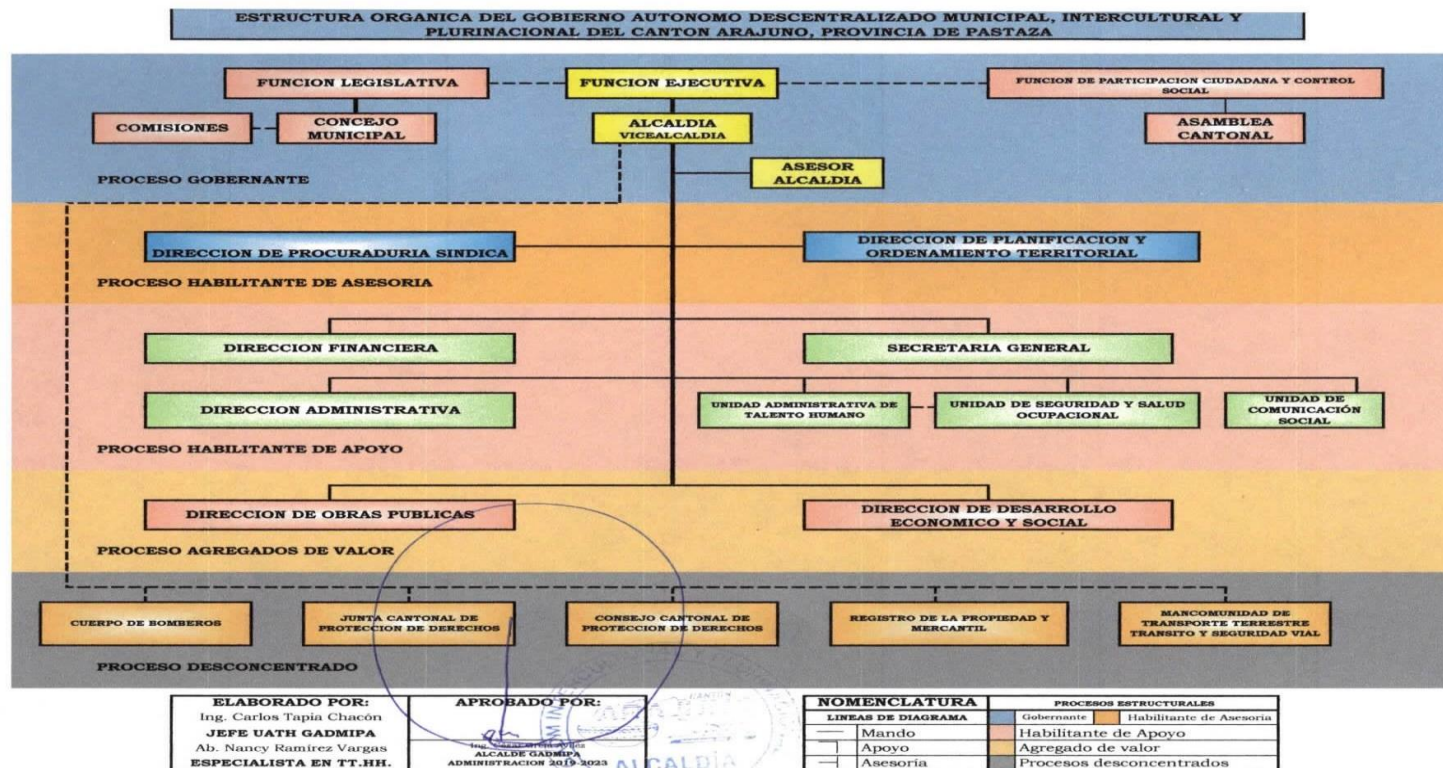 ESTRUCTURA ORGANICA DEL GOBIERNO AUTONOMO DESCENTRALIZADO MUNICIPAL, INTERCULTURAL Y
PLURINACIONAL DEL CANTON ARAJUNO, PROVINCIA DE PASTAZA
FUNCION LEGISLATIVA
FUNCION EJECUTIVA
FUNCION DE PARTICIPACION CIUDADANA Y CONTROL
SOCIAL
COMISIONES
CONCEJO
MUNICIPAL
ALCALDIA
VICEALCALDIA
ASAMBLEA
CANTONAL
ASESOR
ALCALDIA
PROCESO GOBERNANTE
DIRECCION DE PROCURADURIA SINDICA
DIRECCION DE PLANIFICACION Y
ORDENAMIENTO TERRITORIAL
PROCESO HABILITANTE DE ASESORIA
DIRECCION FINANCIERA
SECRETARIA GENERAL
DIRECCION ADMINISTRATIVA
UNIDAD ADMINISTRATIVA DE
TALENTO HUMANO
UNIDAD DE SEGURIDAD Y SALUD
OCUPACIONAL
UNIDAD DE
COMUNICACIÓN
SOCIAL
PROCESO HABILITANTE DE APOYO
DIRECCION DE OBRAS PUBLICAS
DIRECCION DE DESARROLLO
ECONOMICO Y SOCIAL
PROCESO AGREGADOS DE VALOR
CUERPO DE BOMBEROS
JUNTA CANTONAL DE
PROTECCION DE DERECHOS
CONSEJO CANTONAL DE
PROTECCION DE DERECHOS
REGISTRO DE LA PROPIEDAD Y
MERCANTIL
MANCOMUNIDAD DE
TRANSPORTE TERRESTRE
TRANSITO Y SEGURIDAD VIAL
PROCESO DESCONCENTRADO
ELABORADO POR:
Ing. Carlos Tapia Chacón
JEFE UATH GADMIPA
Ab. Nancy Ramírez Vargas
ESPECIALISTA EN TT.HH.
APROBADO POR:
Ing.
ALCALDE GADMIPA
ADMINISTRACION 2019-2023
ALCALDÍA
NOMENCLATURA
LINEAS DE DIAGRAMA
Mando
Apoyo
Asesoría
PROCESOS ESTRUCTURALES
Gobernante
Habilitante de Asesoria
Habilitante de Apoyo
Agregado de valor
Procesos desconcentrados